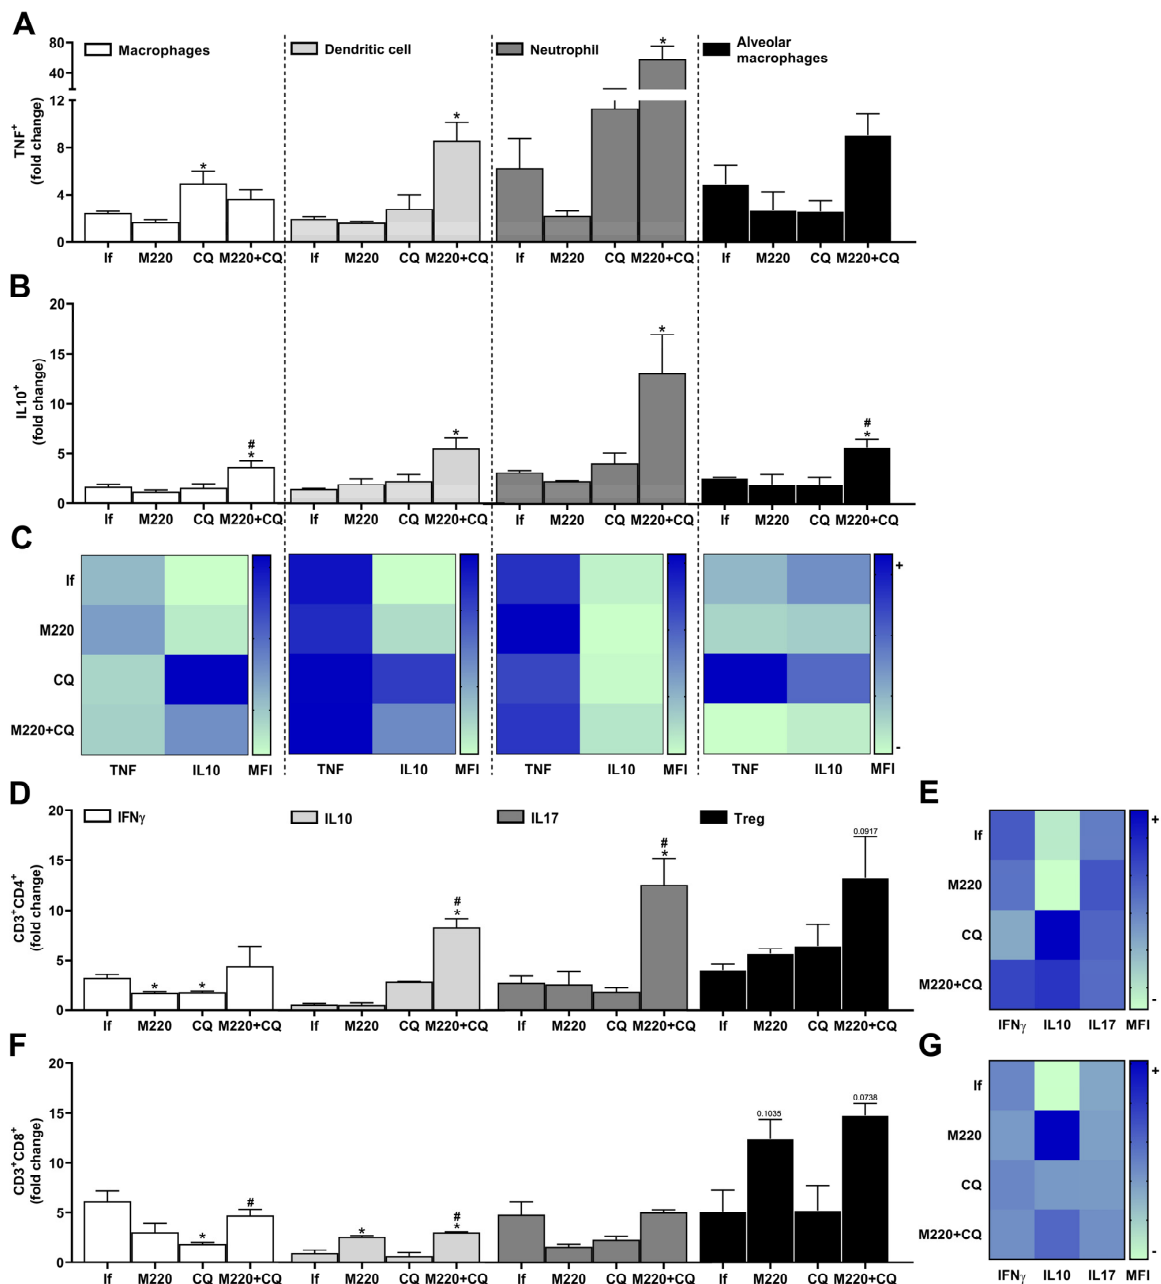 A
Macrophages
Dendritic cell
Neutrophil
Alveolar
macrophages
TNF⁺
(fold change)
80
40
12
8
4
0
If M220 CQ M220+CQ If M220 CQ M220+CQ If M220 CQ M220+CQ If M220 CQ M220+CQ
* * *
B
IL10⁺
(fold change)
20
15
10
5
0
#
*
*
*
#
*
If M220 CQ M220+CQ If M220 CQ M220+CQ If M220 CQ M220+CQ If M220 CQ M220+CQ
C
If
M220
CQ
M220+CQ
+
-
TNF IL10 MFI TNF IL10 MFI TNF IL10 MFI TNF IL10 MFI
D
IFNγ
IL10
IL17
Treg
CD3⁺CD4⁺
(fold change)
20
15
10
5
0
* *
#
*
#
*
0.0917
If M220 CQ M220+CQ If M220 CQ M220+CQ If M220 CQ M220+CQ If M220 CQ M220+CQ
E
If
M220
CQ
M220+CQ
+
-
IFNγ IL10 IL17 MFI
F
CD3⁺CD8⁺
(fold change)
20
15
10
5
0
*
#
*
#
*
0.1035
0.0738
If M220 CQ M220+CQ If M220 CQ M220+CQ If M220 CQ M220+CQ If M220 CQ M220+CQ
G
If
M220
CQ
M220+CQ
+
-
IFNγ IL10 IL17 MFI